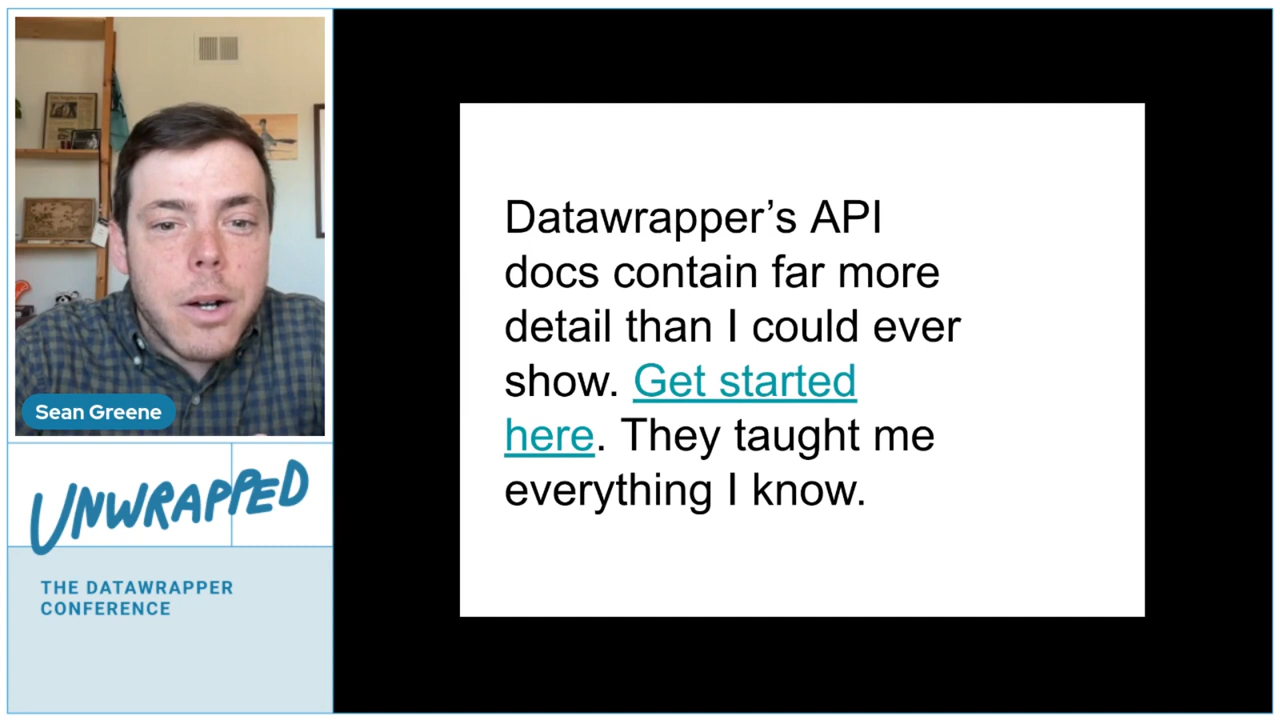 Sean Greene
UNWRAPPED
THE DATAWRAPPER
CONFERENCE
Datawrapper’s API
docs contain far more
detail than I could ever
show. Get started
here. They taught me
everything I know.